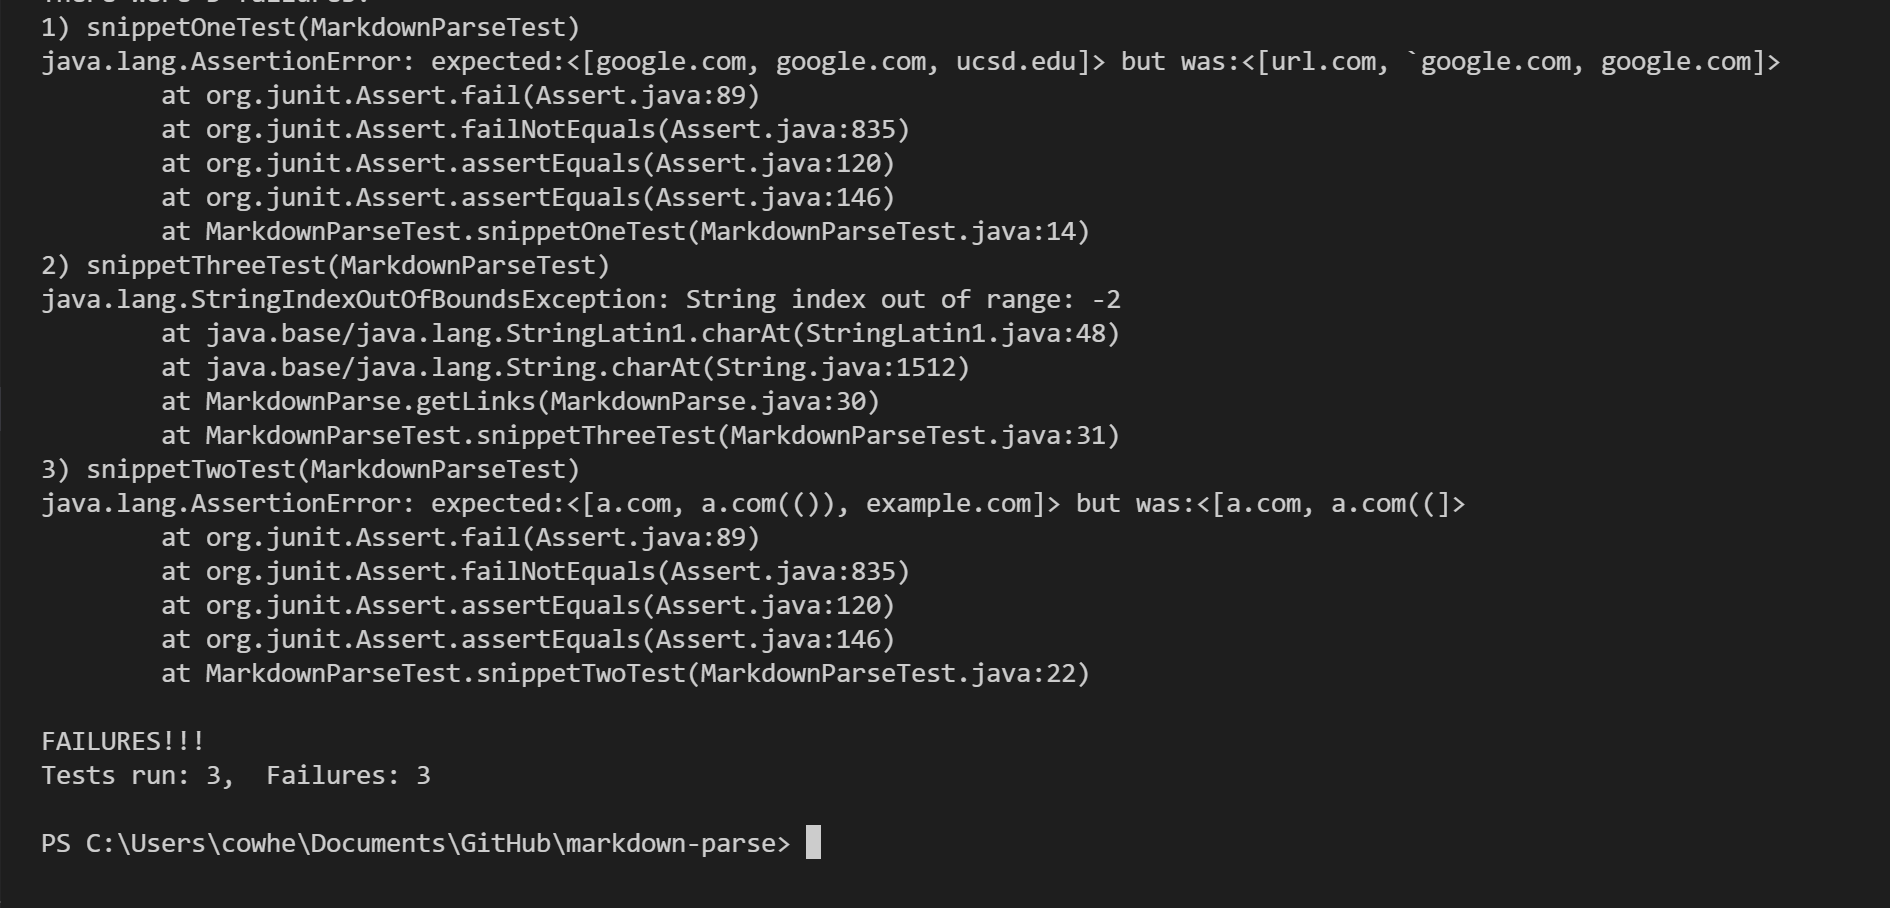 There were 3 failures:
1) snippetOneTest(MarkdownParseTest)
java.lang.AssertionError: expected:<[google.com, google.com, ucsd.edu]> but was:<[url.com, `google.com, google.com]>
        at org.junit.Assert.fail(Assert.java:89)
        at org.junit.Assert.failNotEquals(Assert.java:835)
        at org.junit.Assert.assertEquals(Assert.java:120)
        at org.junit.Assert.assertEquals(Assert.java:146)
        at MarkdownParseTest.snippetOneTest(MarkdownParseTest.java:14)
2) snippetThreeTest(MarkdownParseTest)
java.lang.StringIndexOutOfBoundsException: String index out of range: -2
        at java.base/java.lang.StringLatin1.charAt(StringLatin1.java:48)
        at java.base/java.lang.String.charAt(String.java:1512)
        at MarkdownParse.getLinks(MarkdownParse.java:30)
        at MarkdownParseTest.snippetThreeTest(MarkdownParseTest.java:31)
3) snippetTwoTest(MarkdownParseTest)
java.lang.AssertionError: expected:<[a.com, a.com(()), example.com]> but was:<[a.com, a.com((]>
        at org.junit.Assert.fail(Assert.java:89)
        at org.junit.Assert.failNotEquals(Assert.java:835)
        at org.junit.Assert.assertEquals(Assert.java:120)
        at org.junit.Assert.assertEquals(Assert.java:146)
        at MarkdownParseTest.snippetTwoTest(MarkdownParseTest.java:22)

FAILURES!!!
Tests run: 3,  Failures: 3

PS C:\Users\cowhe\Documents\GitHub\markdown-parse>